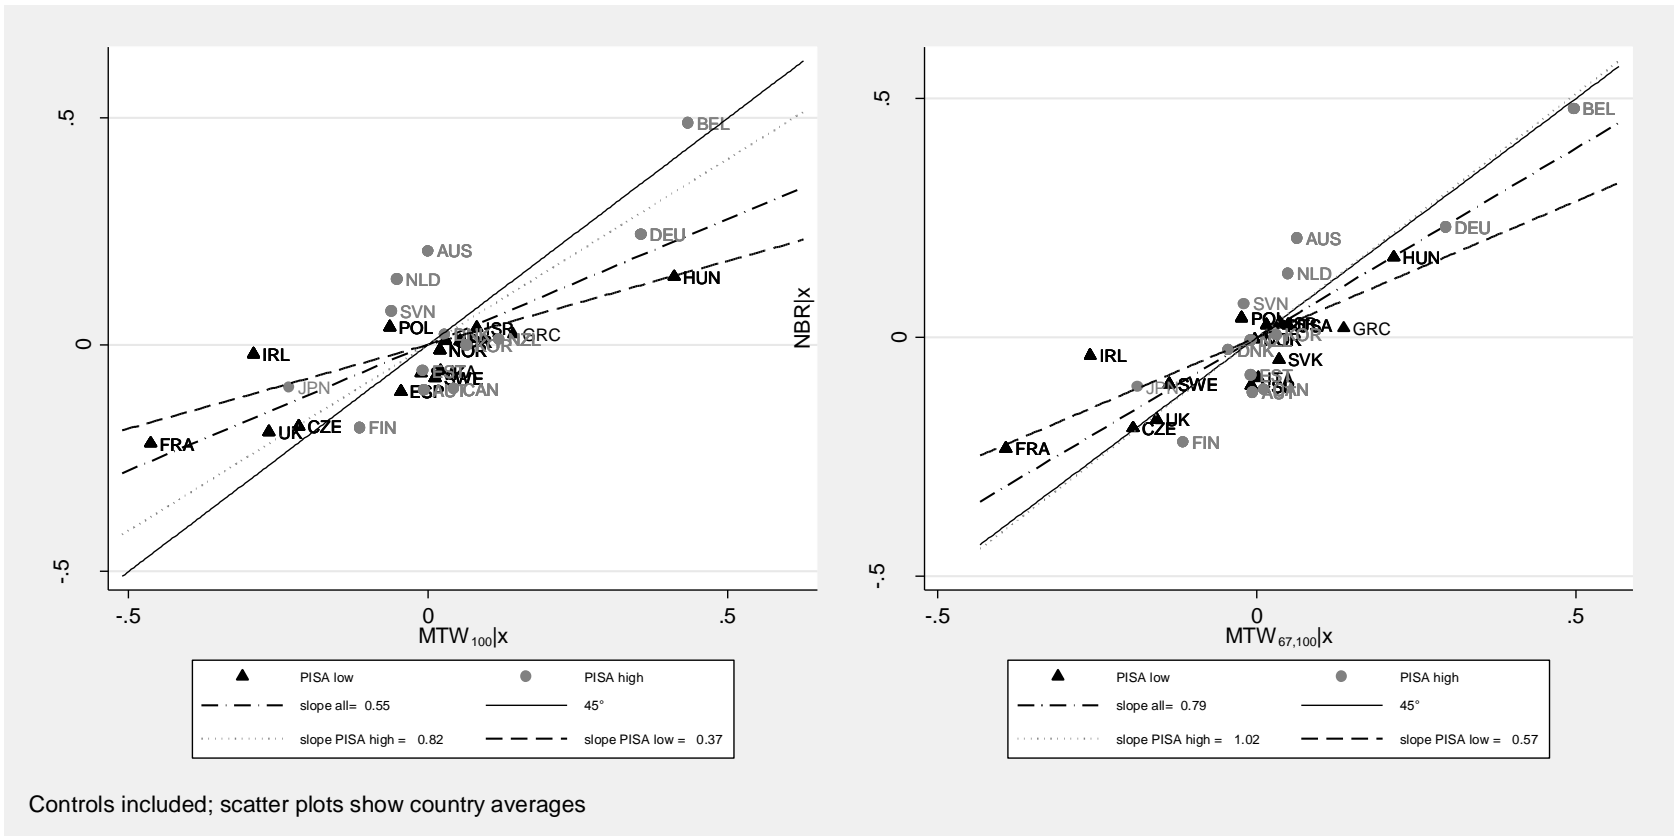 .5
0
-.5
BEL
DEU
AUS
NLD
HUN
SVN
POL
ISR
GRC
NOR
IRL
SWE
JPN
CAN
FIN
UK
CZE
FRA
-.5
0
.5
MTW100|x
PISA low
PISA high
slope all= 0.55
45°
slope PISA high = 0.82
slope PISA low = 0.37
NBR|x
.5
0
-.5
BEL
DEU
AUS
HUN
NLD
SVN
GRC
DNK
IRL
SVK
EST
JPN
SWE
UK
CZE
FIN
FRA
-.5
0
.5
MTW67,100|x
PISA low
PISA high
slope all= 0.79
45°
slope PISA high = 1.02
slope PISA low = 0.57
Controls included; scatter plots show country averages